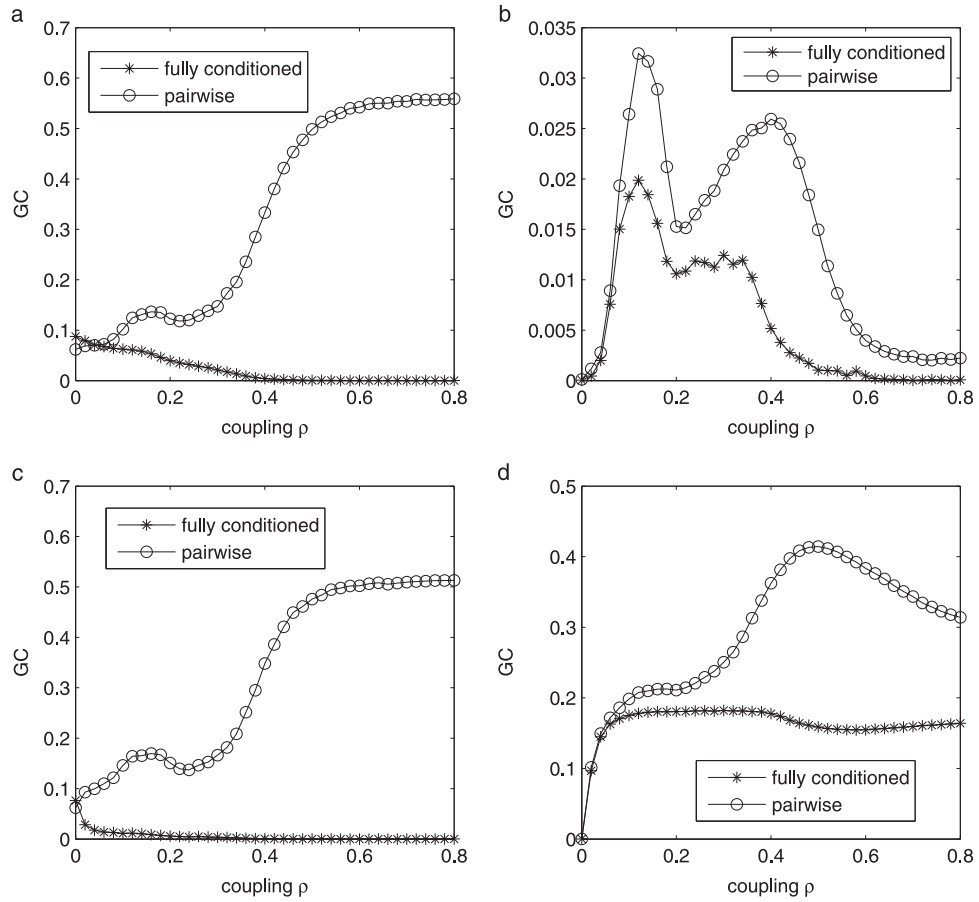 a
0.7
0.6
0.5
0.4
0.3
0.2
0.1
0
GC
fully conditioned
pairwise
0 0.2 0.4 0.6 0.8
coupling ρ
b
0.035
0.03
0.025
0.02
0.015
0.01
0.005
0
GC
fully conditioned
pairwise
0 0.2 0.4 0.6 0.8
coupling ρ
c
0.7
0.6
0.5
0.4
0.3
0.2
0.1
0
GC
fully conditioned
pairwise
0 0.2 0.4 0.6 0.8
coupling ρ
d
0.5
0.4
0.3
0.2
0.1
0
GC
fully conditioned
pairwise
0 0.2 0.4 0.6 0.8
coupling ρ